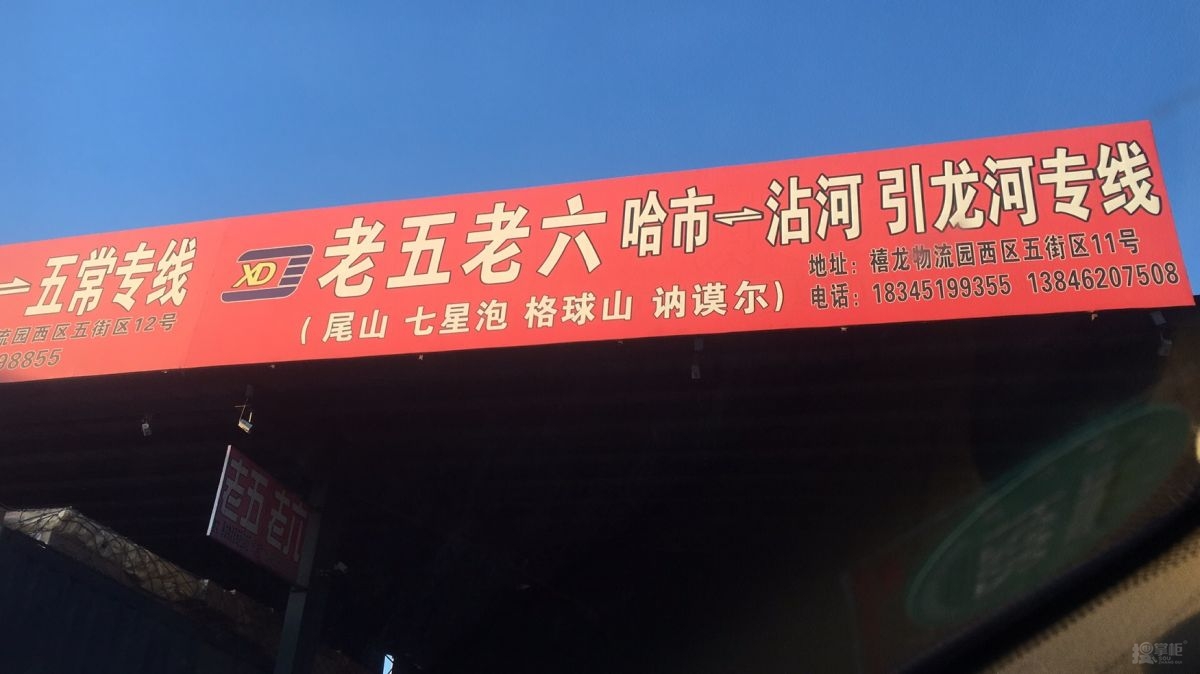 ⇌五常专线
流园西区五街区12号
98855
XD
老五老六 哈市⇌沾河 引龙河专线
(尾山 七星泡 格球山 讷谟尔)
地址：禧龙物流园西区五街区11号
电话：18345199355 13846207508
老五老六
掌柜